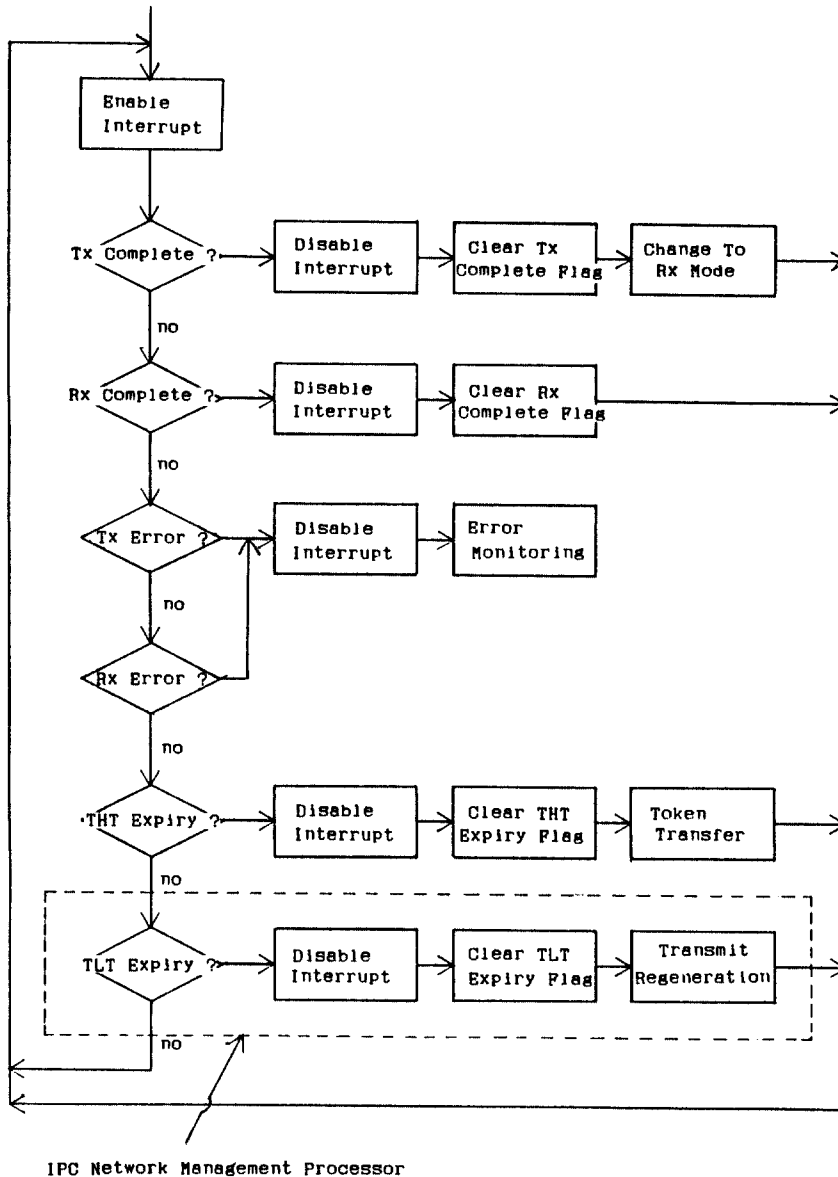 Enable
Interrupt
Tx Complete ?
Disable
Interrupt
Clear Tx
Complete Flag
Change To
Rx Mode
no
Rx Complete ?
Disable
Interrupt
Clear Rx
Complete Flag
no
Tx Error ?
Disable
Interrupt
Error
Monitoring
no
Rx Error ?
no
THT Expiry ?
Disable
Interrupt
Clear THT
Expiry Flag
Token
Transfer
no
TLT Expiry ?
Disable
Interrupt
Clear TLT
Expiry Flag
Transmit
Regeneration
no
IPC Network Management Processor